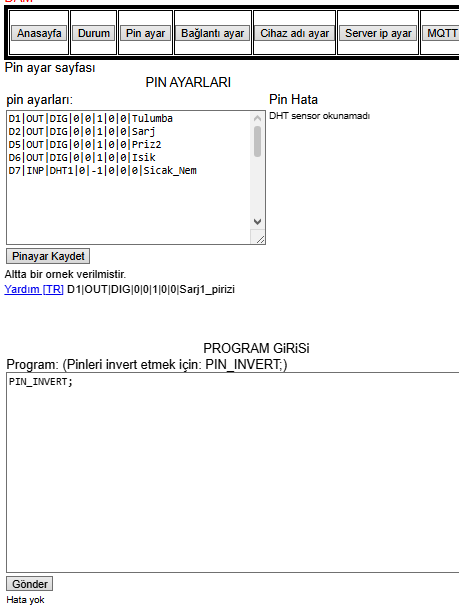 Anasayfa Durum Pin ayar Bağlantı ayar Cihaz adı ayar Server ip ayar MQTT
Pin ayar sayfası
PIN AYARLARI
pin ayarları:
D1|OUT|DIG|0|0|1|0|0|Tulumba
D2|OUT|DIG|0|0|1|0|0|Sarj
D5|OUT|DIG|0|0|1|0|0|Priz2
D6|OUT|DIG|0|0|1|0|0|Isik
D7|INP|DHT1|0|-1|0|0|0|Sicak_Nem
Pin Hata
DHT sensor okunamadı
Pinayar Kaydet
Altta bir ornek verilmistir.
Yardım [TR] D1|OUT|DIG|0|0|1|0|0|Sarj1_pirizi
PROGRAM GiRiSi
Program: (Pinleri invert etmek için: PIN_INVERT;)
PIN_INVERT;
Gönder
Hata yok